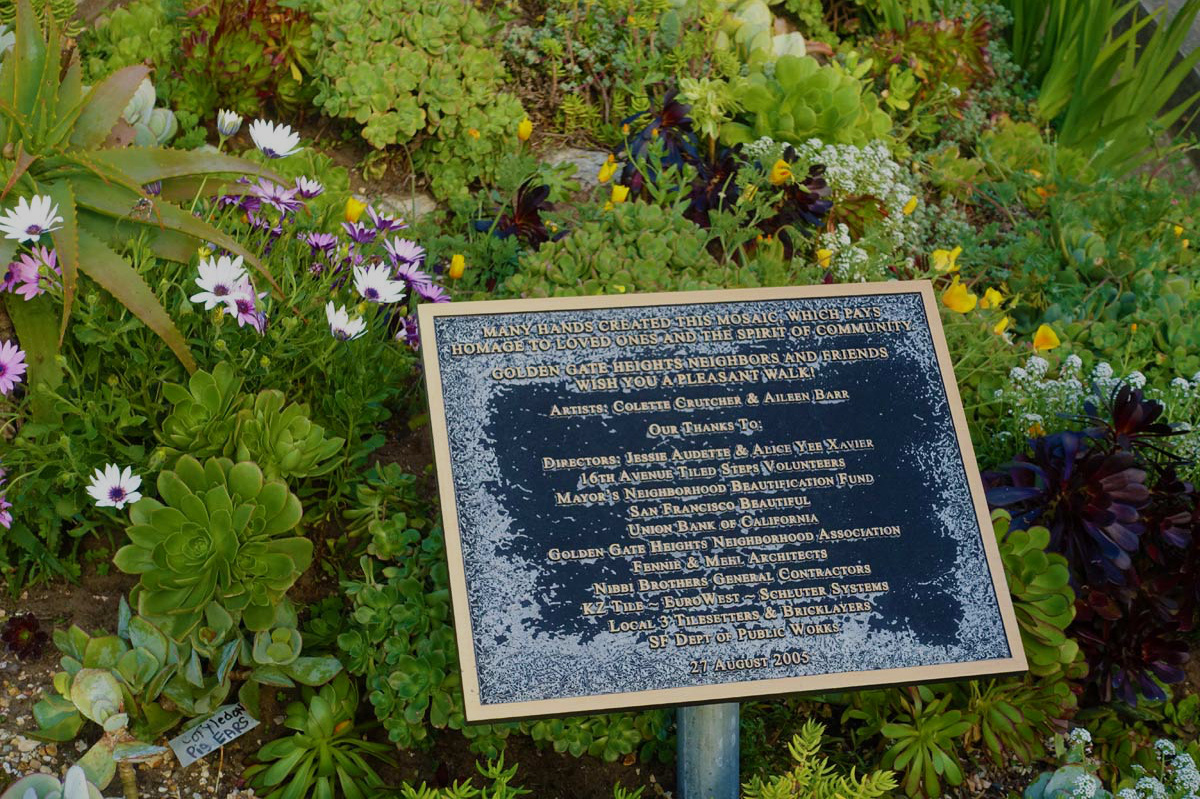 MANY HANDS CREATED THIS MOSAIC, WHICH PAYS
HOMAGE TO LOVED ONES AND THE SPIRIT OF COMMUNITY
GOLDEN GATE HEIGHTS NEIGHBORS AND FRIENDS
WISH YOU A PLEASANT WALK!
ARTISTS: COLETTE CRUTCHER & AILEEN BARR
OUR THANKS TO:
DIRECTORS: JESSIE AUDETTE & ALICE YEE XAVIER
16TH AVENUE TILED STEPS VOLUNTEERS
MAYOR'S NEIGHBORHOOD BEAUTIFICATION FUND
SAN FRANCISCO BEAUTIFUL
UNION BANK OF CALIFORNIA
GOLDEN GATE HEIGHTS NEIGHBORHOOD ASSOCIATION
FENNIE & MEHL ARCHITECTS
NIBBI BROTHERS GENERAL CONTRACTORS
KZ TILE ~ EUROWEST ~ SCHLUTER SYSTEMS
LOCAL 3 TILESETTERS & BRICKLAYERS
SF DEPT OF PUBLIC WORKS
27 AUGUST 2005
COTYLEDON
PIG EARS